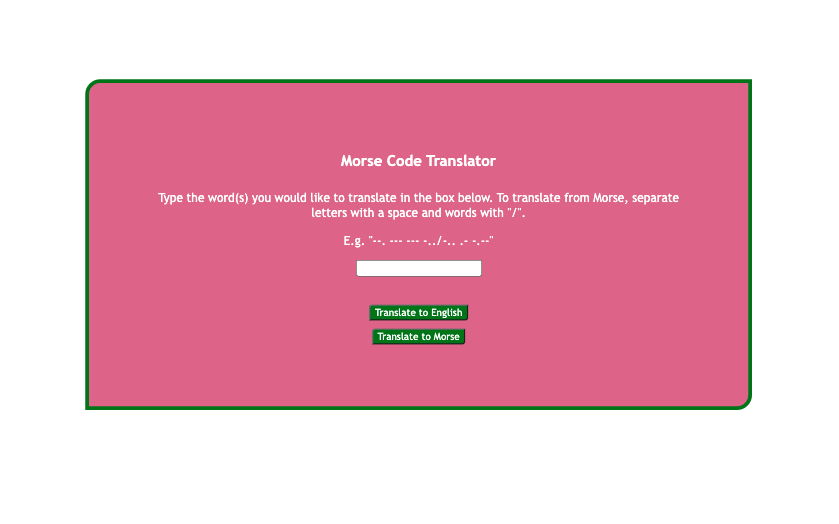 Morse Code Translator
Type the word(s) you would like to translate in the box below. To translate from Morse, separate
letters with a space and words with "/".
E.g. "--. --- --- -../-.. .- -.--"
Translate to English
Translate to Morse